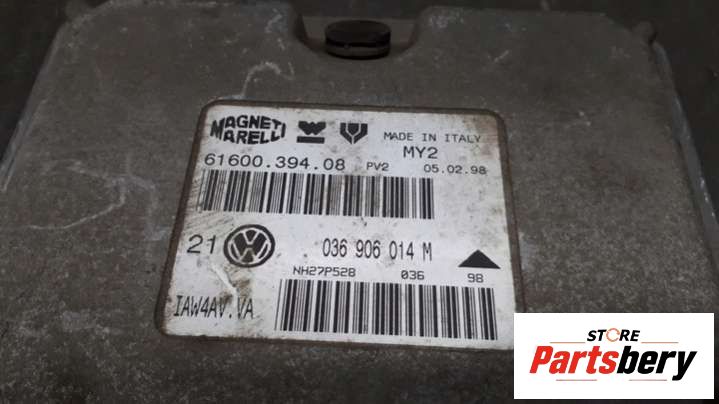 MAGNETI MARELLI
MADE IN ITALY
61600.394.08 PV2 MY2 05.02.98
21 VW 036 906 014 M
NH27P528 036 98
IAW4AV.VA
STORE
Partsbery